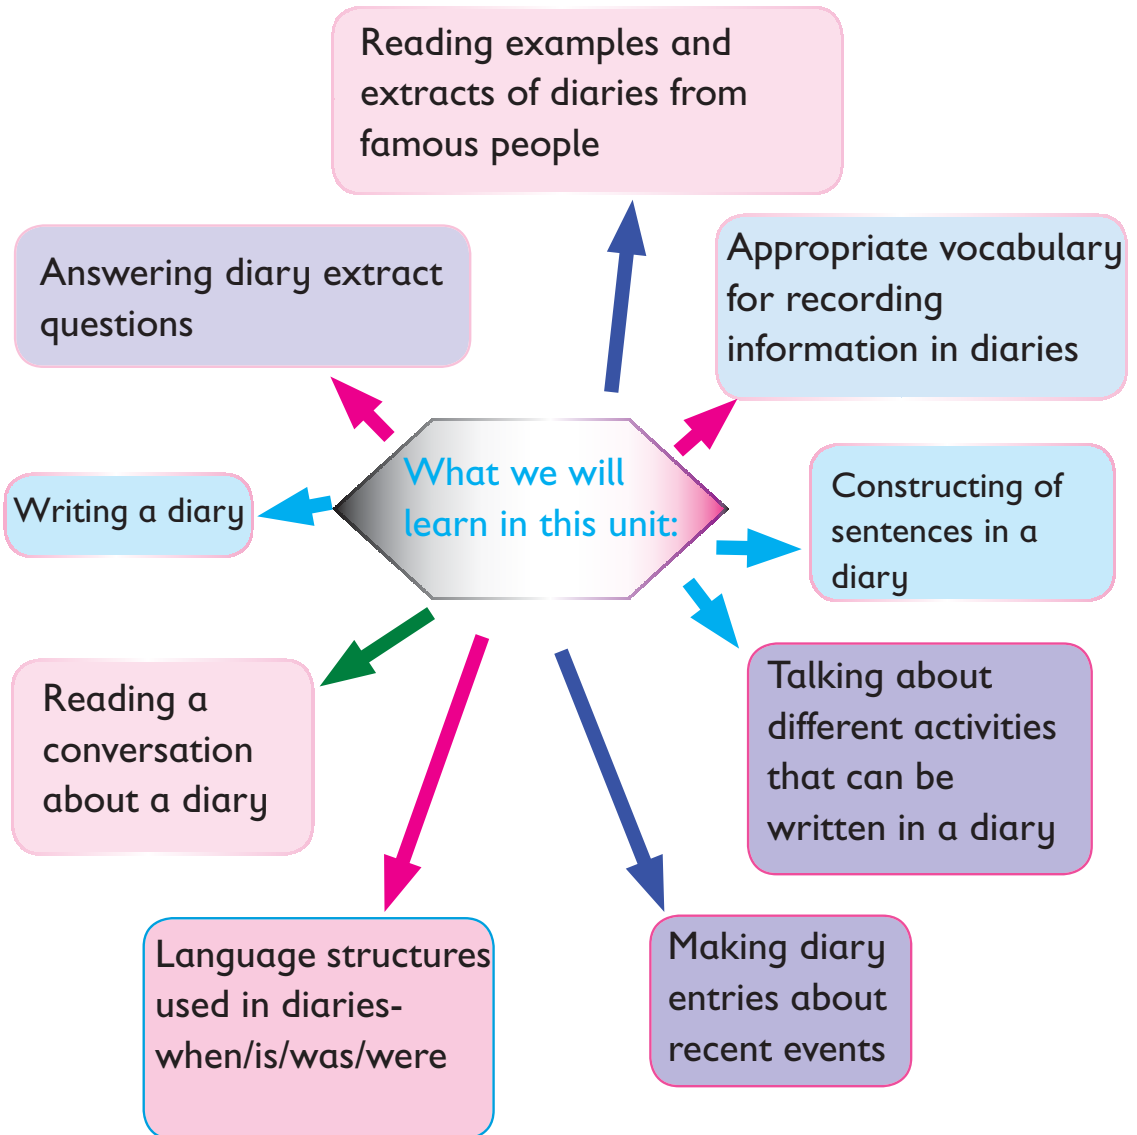 Reading examples and
extracts of diaries from
famous people
Answering diary extract
questions
Appropriate vocabulary
for recording
information in diaries
What we will
learn in this unit:
Writing a diary
Constructing of
sentences in a
diary
Reading a
conversation
about a diary
Talking about
different activities
that can be
written in a diary
Language structures
used in diaries-
when/is/was/were
Making diary
entries about
recent events